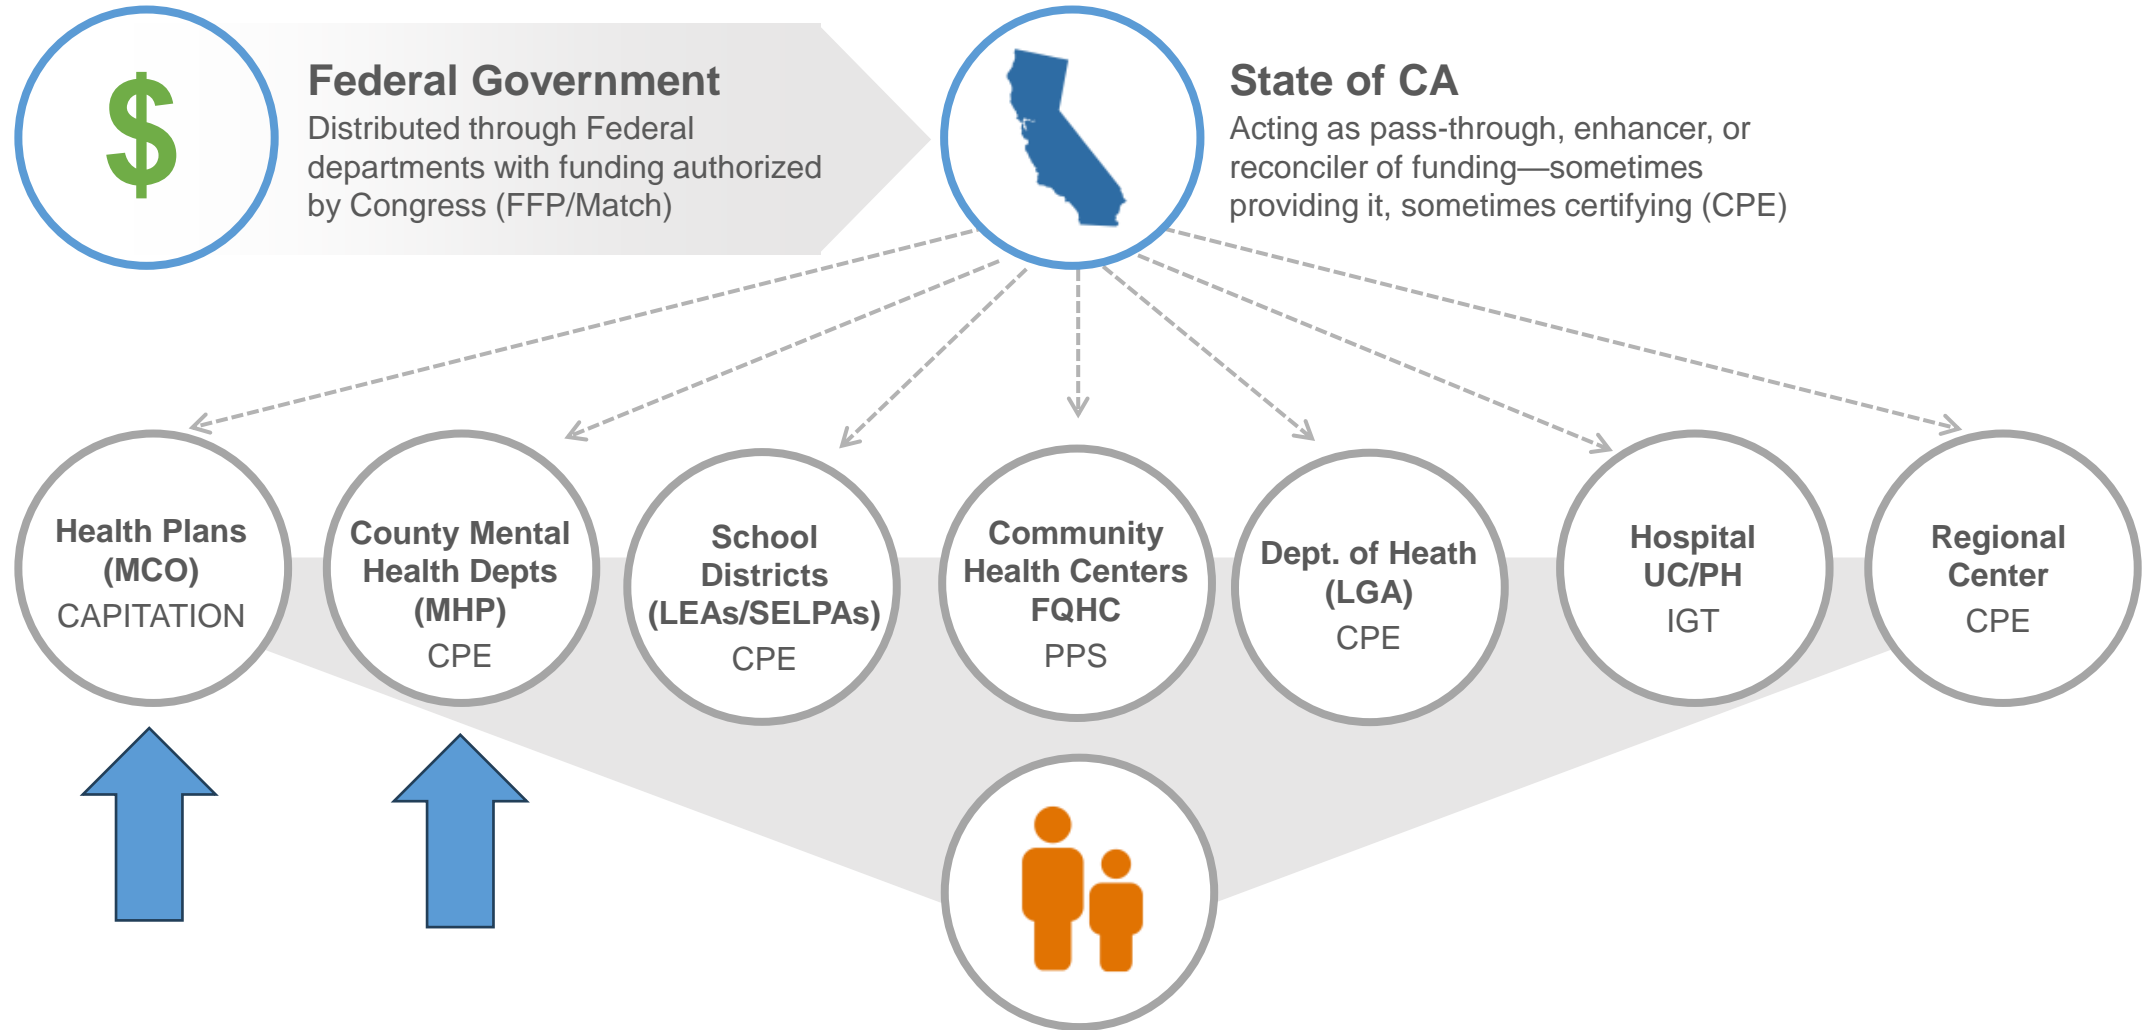 $
Federal Government
Distributed through Federal
departments with funding authorized
by Congress (FFP/Match)
State of CA
Acting as pass-through, enhancer, or
reconciler of funding—sometimes
providing it, sometimes certifying (CPE)
Health Plans
(MCO)
CAPITATION
County Mental
Health Depts
(MHP)
CPE
School
Districts
(LEAs/SELPAs)
CPE
Community
Health Centers
FQHC
PPS
Dept. of Heath
(LGA)
CPE
Hospital
UC/PH
IGT
Regional
Center
CPE